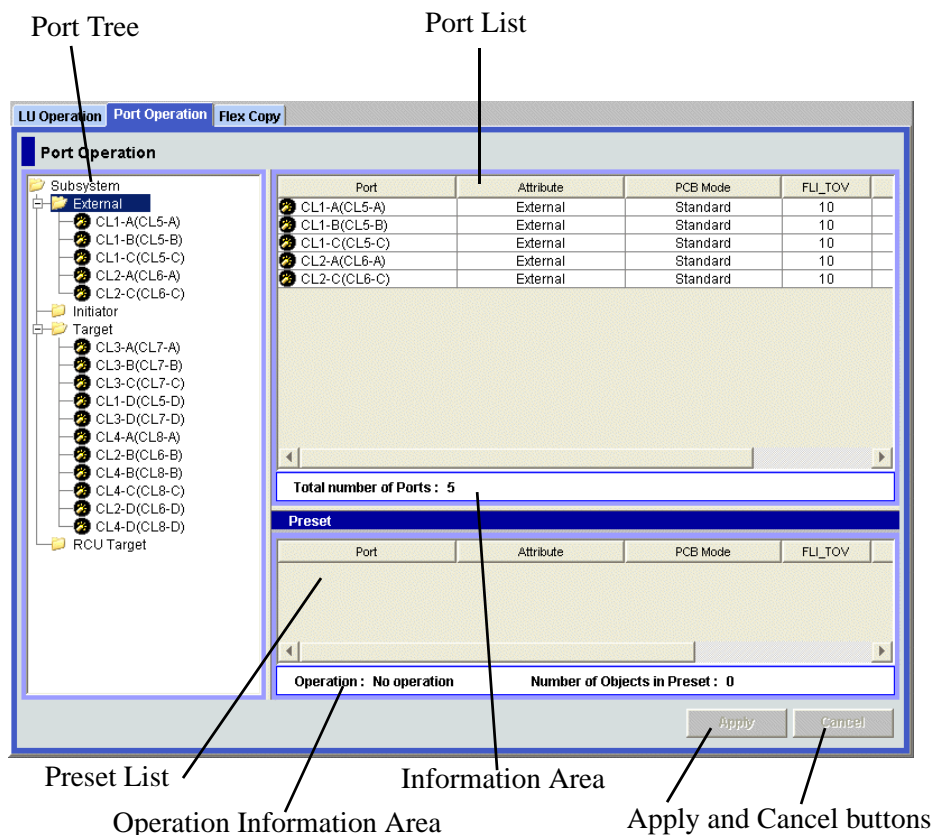 Port Tree
Port List
LU Operation Port Operation Flex Copy
Port Operation
Subsystem
External
CL1-A(CL5-A)
CL1-B(CL5-B)
CL1-C(CL5-C)
CL2-A(CL6-A)
CL2-C(CL6-C)
Initiator
Target
CL3-A(CL7-A)
CL3-B(CL7-B)
CL3-C(CL7-C)
CL1-D(CL5-D)
CL3-D(CL7-D)
CL4-A(CL8-A)
CL2-B(CL6-B)
CL4-B(CL8-B)
CL4-C(CL8-C)
CL2-D(CL6-D)
CL4-D(CL8-D)
RCU Target
Port Attribute PCB Mode FLI_TOV
CL1-A(CL5-A) External Standard 10
CL1-B(CL5-B) External Standard 10
CL1-C(CL5-C) External Standard 10
CL2-A(CL6-A) External Standard 10
CL2-C(CL6-C) External Standard 10
Total number of Ports : 5
Preset
Port Attribute PCB Mode FLI_TOV
Operation : No operation Number of Objects in Preset : 0
Apply Cancel
Preset List
Information Area
Operation Information Area
Apply and Cancel buttons